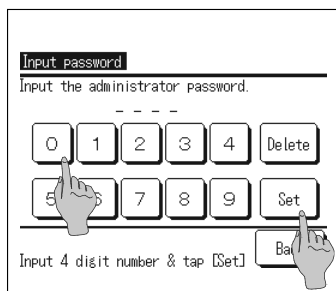 Input password
Input the administrator password.
- - - -
0 1 2 3 4 Delete
5 7 8 9 Set
Input 4 digit number & tap [Set]